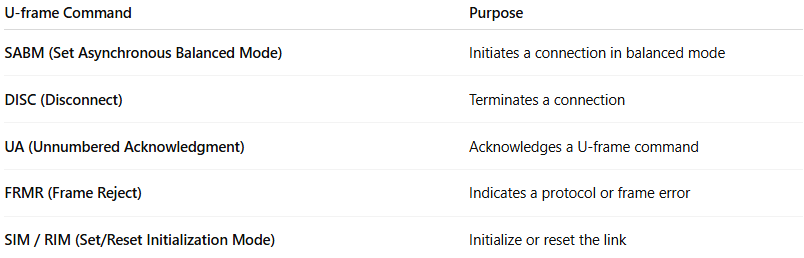 U-frame Command Purpose
SABM (Set Asynchronous Balanced Mode) Initiates a connection in balanced mode
DISC (Disconnect) Terminates a connection
UA (Unnumbered Acknowledgment) Acknowledges a U-frame command
FRMR (Frame Reject) Indicates a protocol or frame error
SIM / RIM (Set/Reset Initialization Mode) Initialize or reset the link